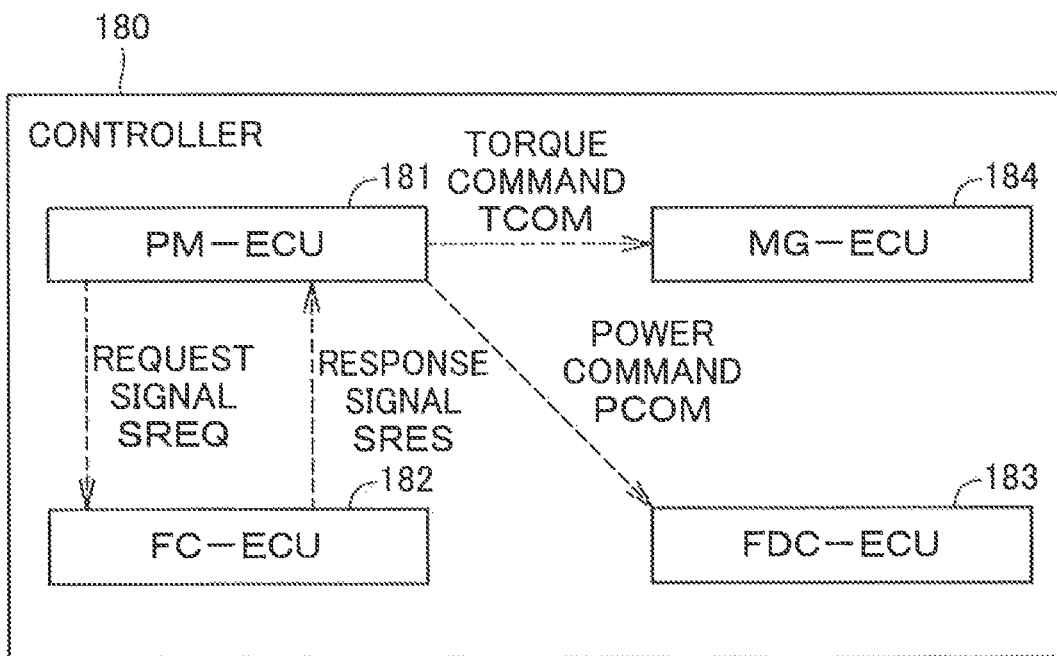 180
CONTROLLER
181
PM-ECU
TORQUE
COMMAND
TCOM
184
MG-ECU
REQUEST
SIGNAL
SREQ
RESPONSE
SIGNAL
SRES
POWER
COMMAND
PCOM
182
FC-ECU
183
FDC-ECU